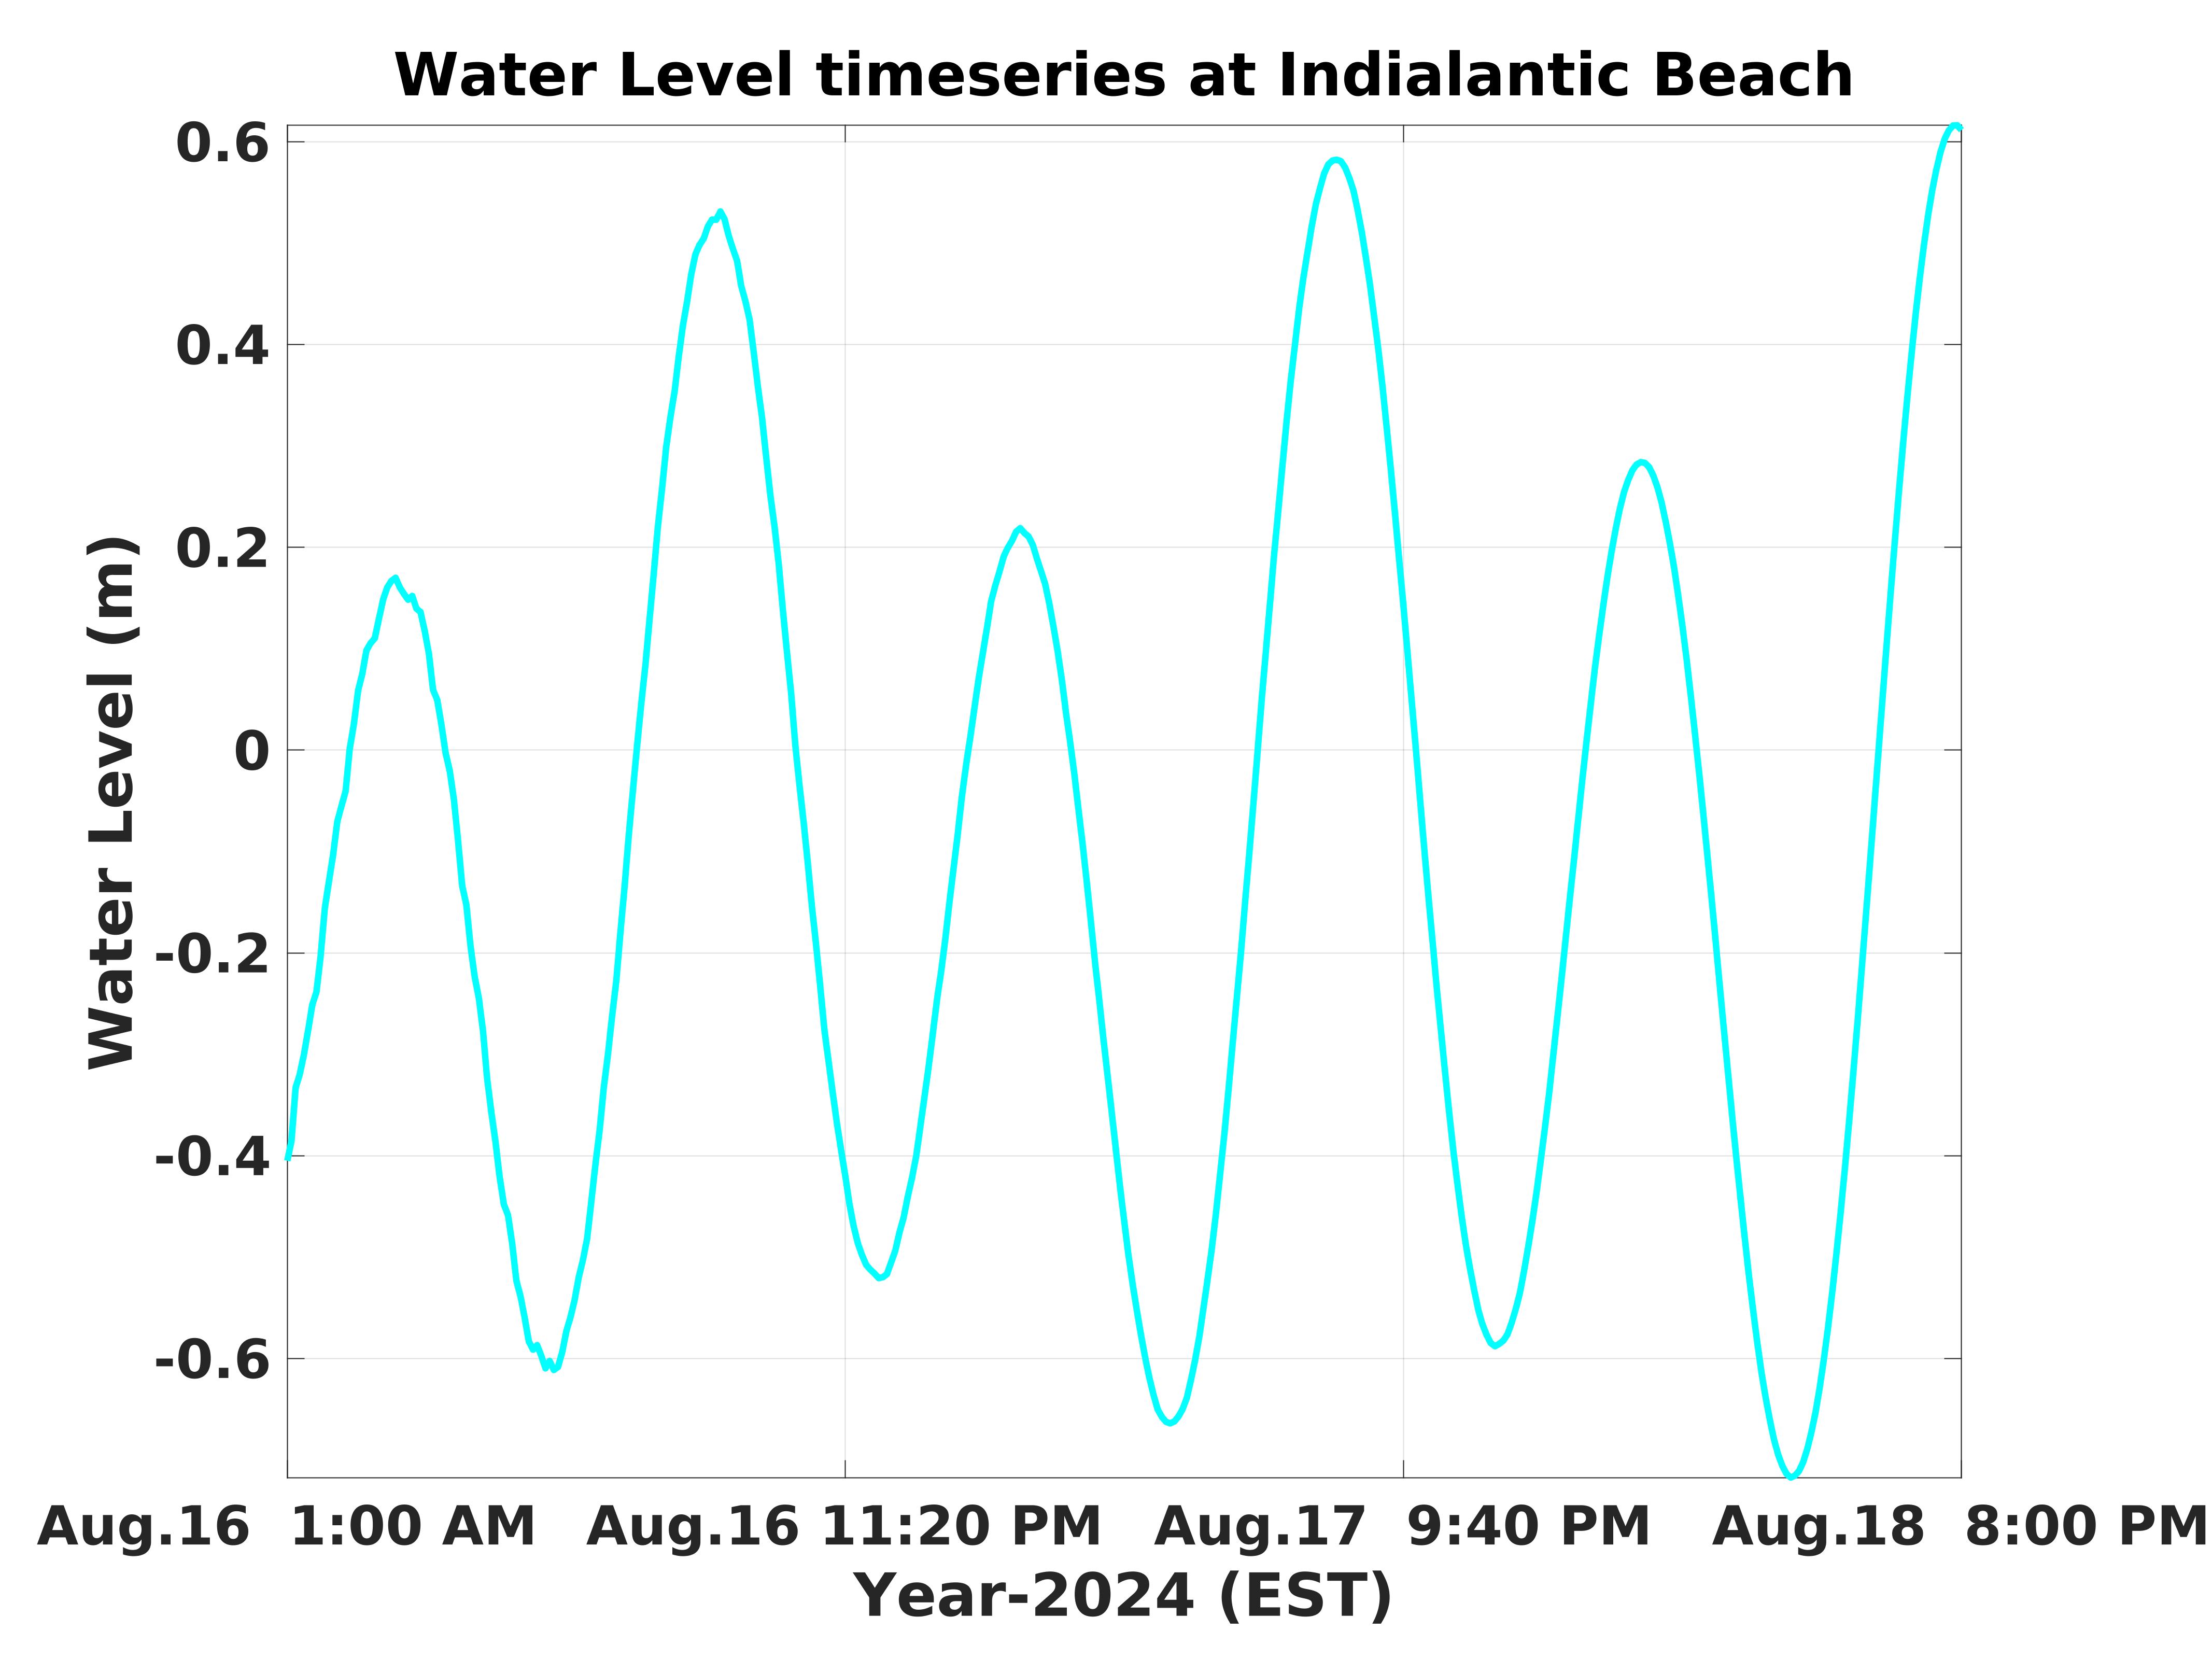 Water Level timeseries at Indialantic Beach
0.6
0.4
0.2
0
-0.2
-0.4
-0.6
Water Level (m)
Aug.16 1:00 AM Aug.16 11:20 PM Aug.17 9:40 PM Aug.18 8:00 PM
Year-2024 (EST)